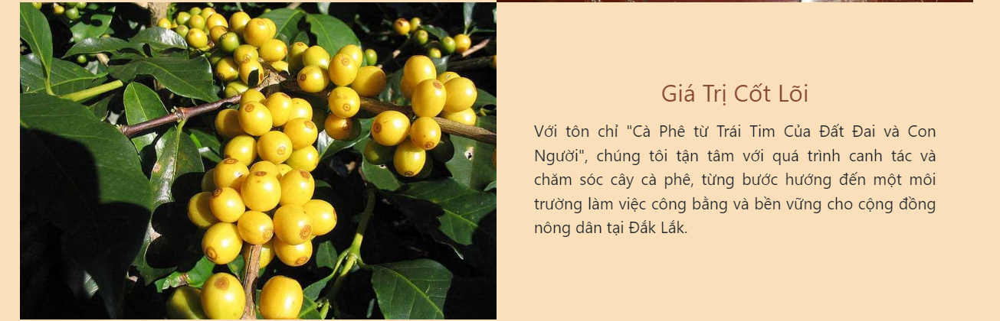 Giá Trị Cốt Lõi
Với tôn chỉ "Cà Phê từ Trái Tim Của Đất Đai và Con
Người", chúng tôi tận tâm với quá trình canh tác và
chăm sóc cây cà phê, từng bước hướng đến một môi
trường làm việc công bằng và bền vững cho cộng đồng
nông dân tại Đắk Lắk.